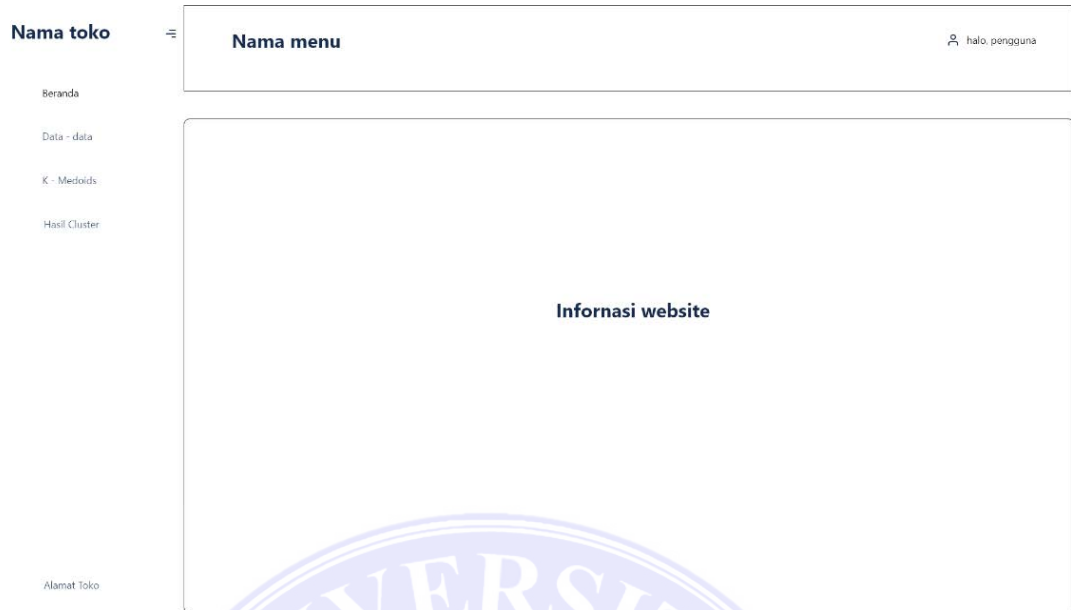 Nama toko
Nama menu
halo, pengguna
Beranda
Data - data
K - Medoids
Hasil Cluster
Infornasi website
Alamat Toko